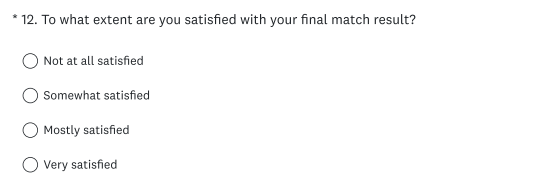 * 12. To what extent are you satisfied with your final match result?
Not at all satisfied
Somewhat satisfied
Mostly satisfied
Very satisfied